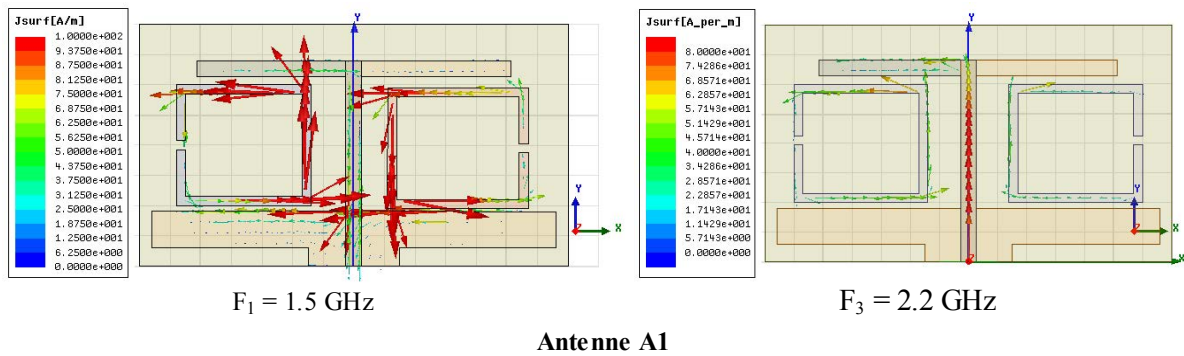 Jsurf[A/m]
1.0000e+002
9.3750e+001
8.7500e+001
8.1250e+001
7.5000e+001
6.8750e+001
6.2500e+001
5.6250e+001
5.0000e+001
4.3750e+001
3.7500e+001
3.1250e+001
2.5000e+001
1.8750e+001
1.2500e+001
6.2500e+000
0.0000e+000
Y
Y
Z
X
F1 = 1.5 GHz
Jsurf[A_per_m]
8.0000e+001
7.4286e+001
6.8571e+001
6.2857e+001
5.7143e+001
5.1429e+001
4.5714e+001
4.0000e+001
3.4286e+001
2.8571e+001
2.2857e+001
1.7143e+001
1.1429e+001
5.7143e+000
0.0000e+000
Y
Y
Z
X
Z
X
F3 = 2.2 GHz
Antenne A1